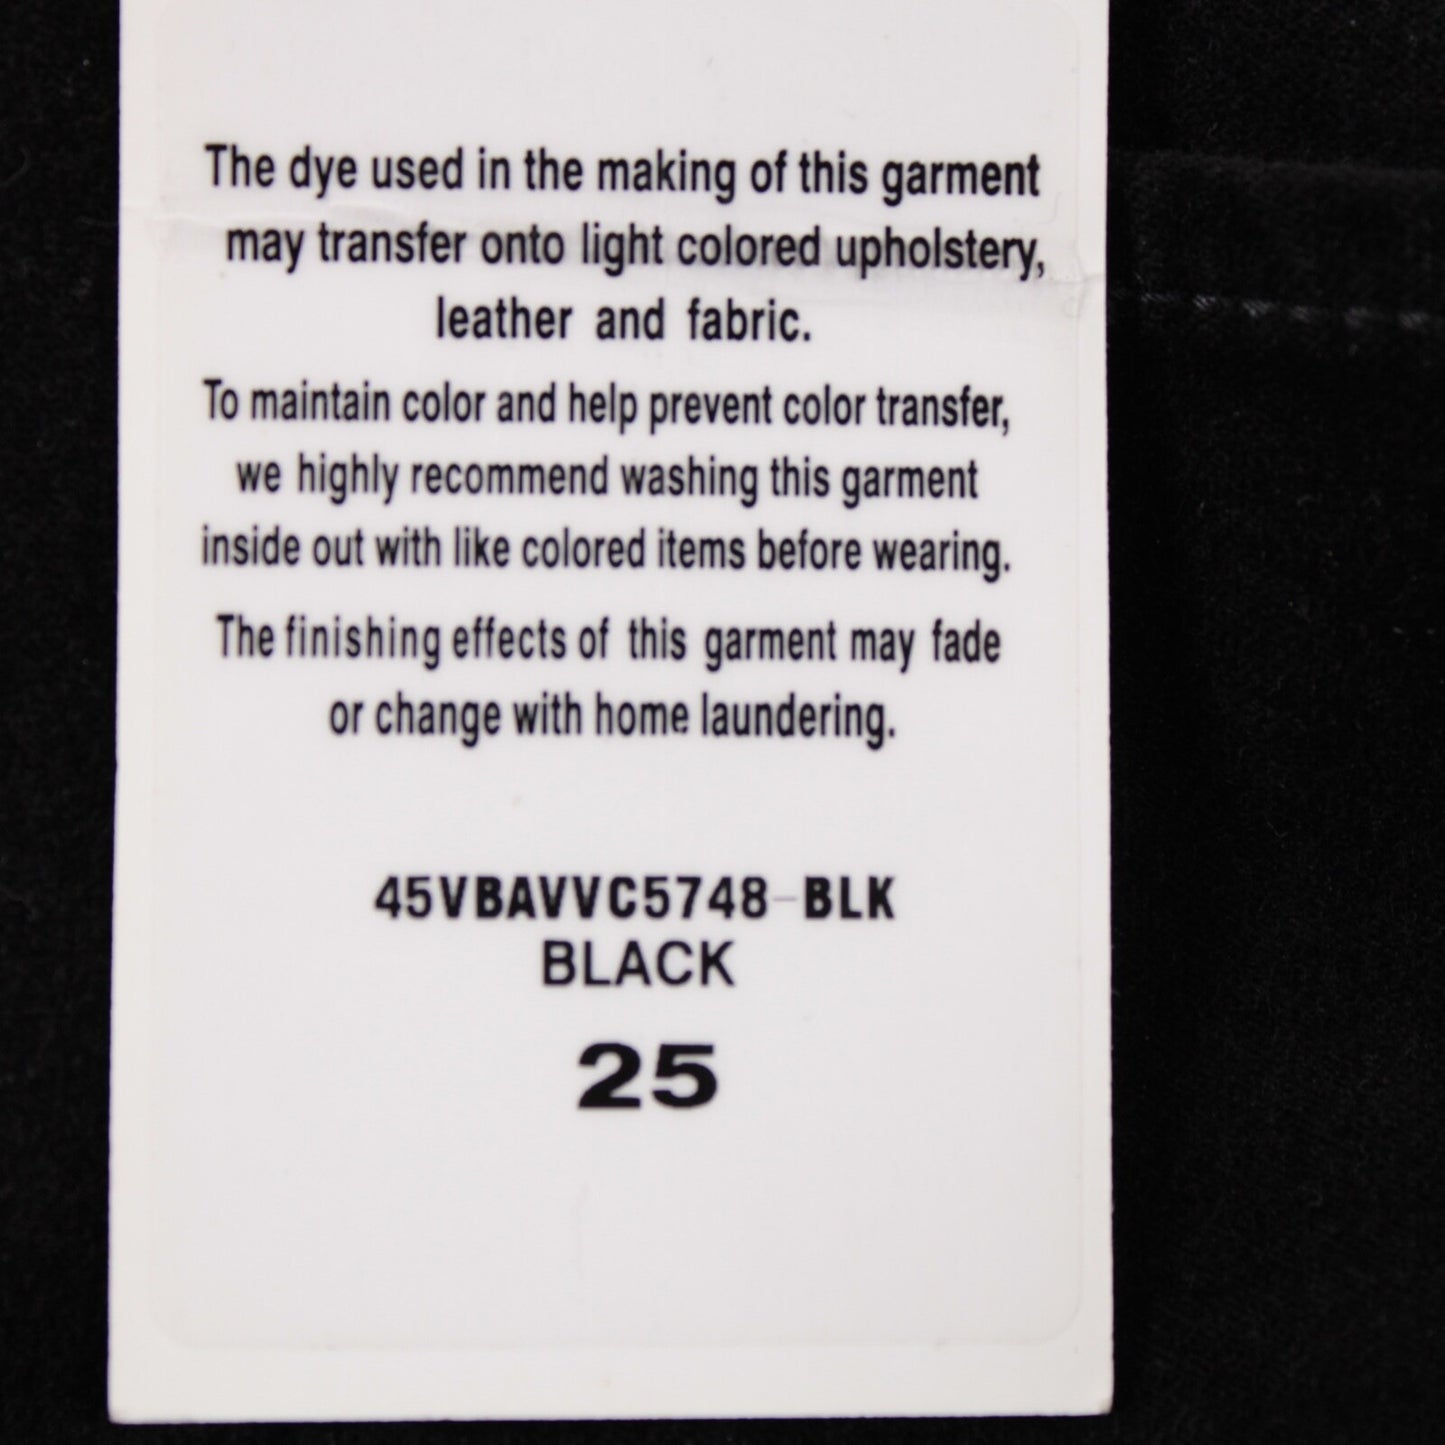 The dye used in the making of this garment
may transfer onto light colored upholstery,
leather and fabric.
To maintain color and help prevent color transfer,
we highly recommend washing this garment
inside out with like colored items before wearing.
The finishing effects of this garment may fade
or change with home laundering.
45VBAVVC5748-BLK
BLACK
25